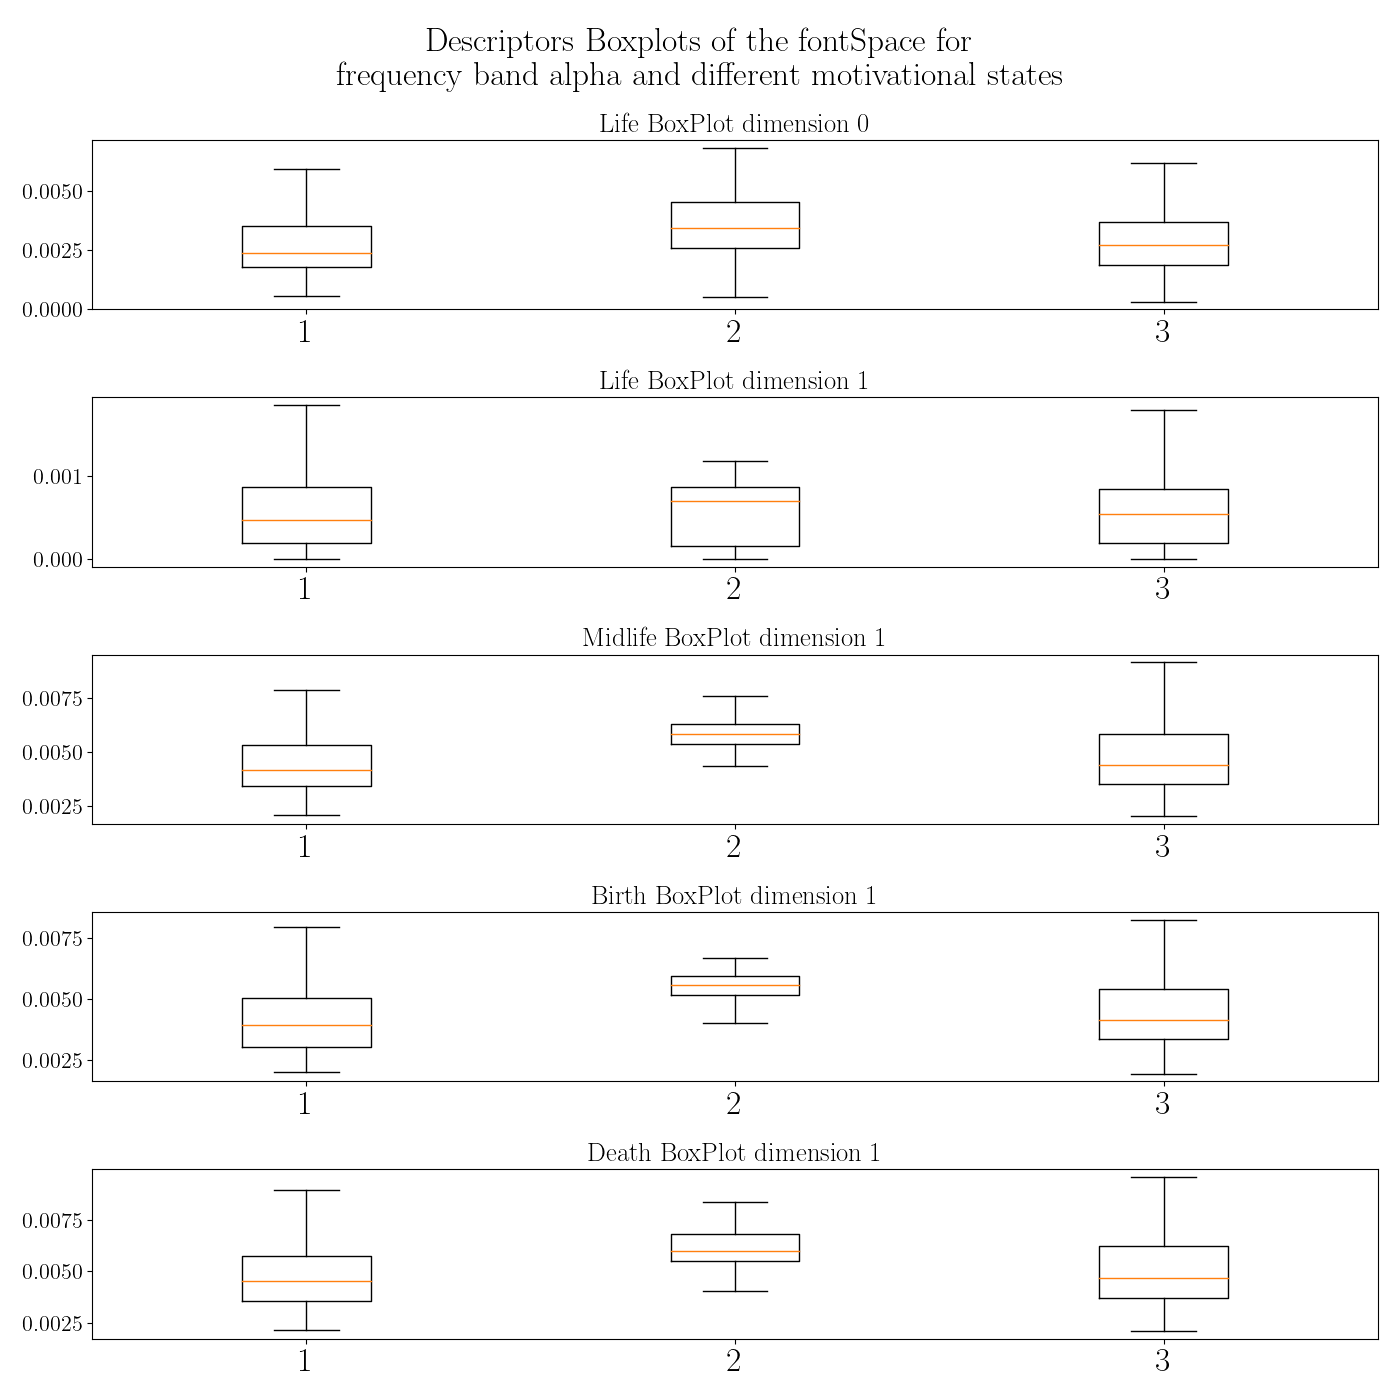 Descriptors Boxplots of the fontSpace for
frequency band alpha and different motivational states
Life BoxPlot dimension 0
0.0050
0.0025
0.0000
1 2 3
Life BoxPlot dimension 1
0.001
0.000
1 2 3
Midlife BoxPlot dimension 1
0.0075
0.0050
0.0025
1 2 3
Birth BoxPlot dimension 1
0.0075
0.0050
0.0025
1 2 3
Death BoxPlot dimension 1
0.0075
0.0050
0.0025
1 2 3